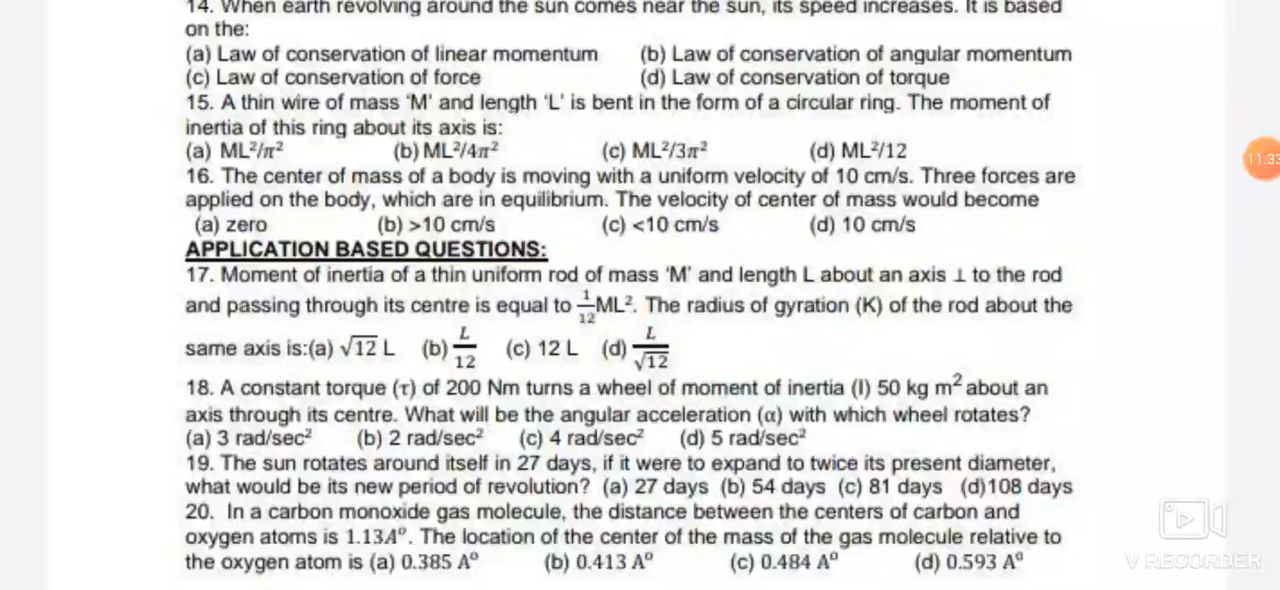 14. When earth revolving around the sun comes near the sun, its speed increases. It is based
on the:
(a) Law of conservation of linear momentum (b) Law of conservation of angular momentum
(c) Law of conservation of force (d) Law of conservation of torque
15. A thin wire of mass 'M' and length 'L' is bent in the form of a circular ring. The moment of
inertia of this ring about its axis is:
(a) ML²/π² (b) ML²/4π² (c) ML²/3π² (d) ML²/12
16. The center of mass of a body is moving with a uniform velocity of 10 cm/s. Three forces are
applied on the body, which are in equilibrium. The velocity of center of mass would become
(a) zero (b) >10 cm/s (c) <10 cm/s (d) 10 cm/s
APPLICATION BASED QUESTIONS:
17. Moment of inertia of a thin uniform rod of mass 'M' and length L about an axis ⊥ to the rod
and passing through its centre is equal to 1/12 ML². The radius of gyration (K) of the rod about the
same axis is:(a) √12 L (b) L/12 (c) 12 L (d) L/√12
18. A constant torque (τ) of 200 Nm turns a wheel of moment of inertia (I) 50 kg m² about an
axis through its centre. What will be the angular acceleration (α) with which wheel rotates?
(a) 3 rad/sec² (b) 2 rad/sec² (c) 4 rad/sec² (d) 5 rad/sec²
19. The sun rotates around itself in 27 days, if it were to expand to twice its present diameter,
what would be its new period of revolution? (a) 27 days (b) 54 days (c) 81 days (d)108 days
20. In a carbon monoxide gas molecule, the distance between the centers of carbon and
oxygen atoms is 1.13A⁰. The location of the center of the mass of the gas molecule relative to
the oxygen atom is (a) 0.385 A⁰ (b) 0.413 A⁰ (c) 0.484 A⁰ (d) 0.593 A⁰
11:33
V RECORDER